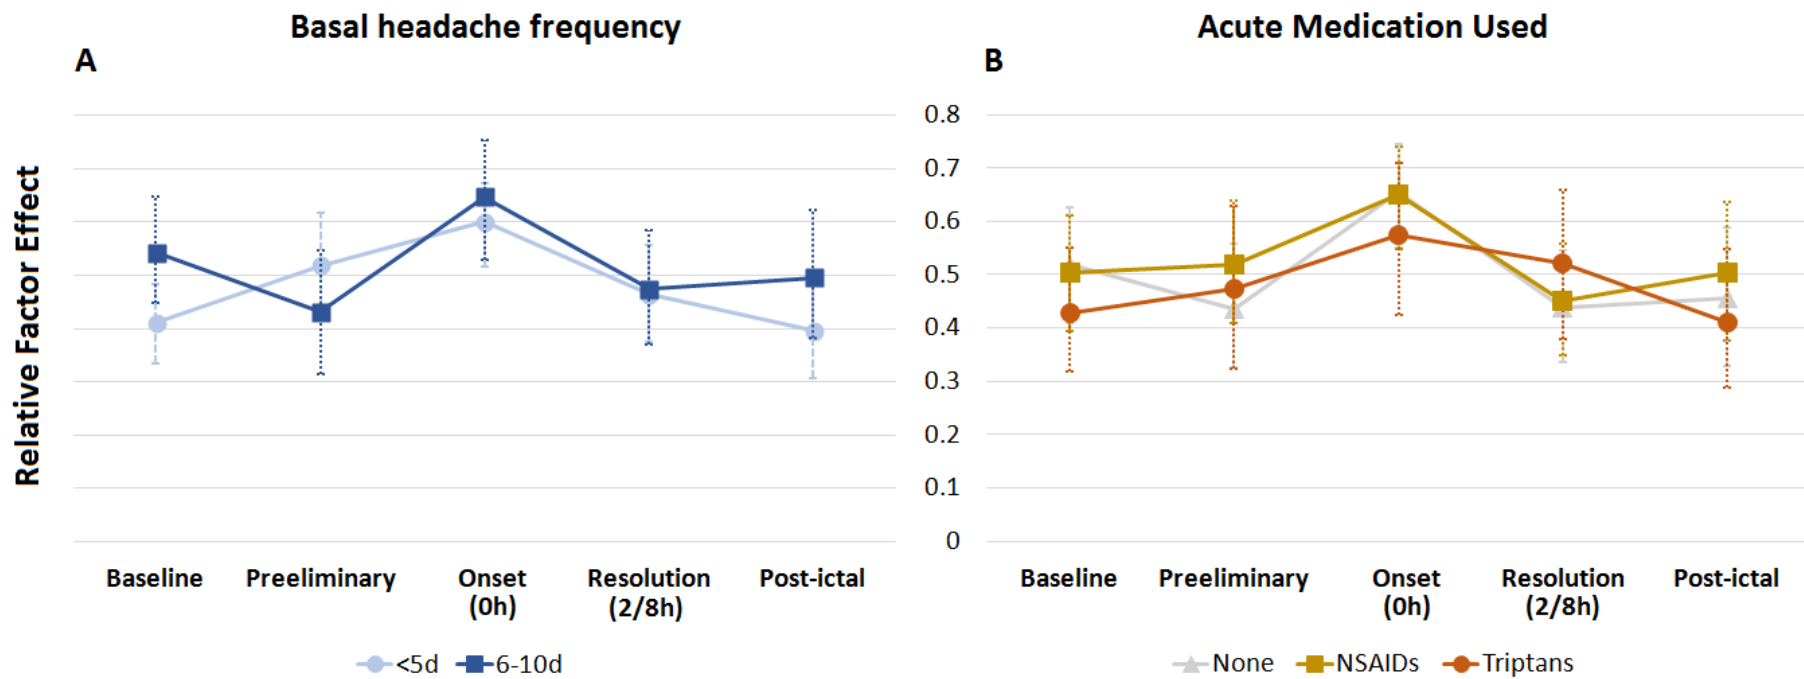 Basal headache frequency
A
Relative Factor Effect
Baseline
Preeliminary
Onset
(0h)
Resolution
(2/8h)
Post-ictal
<5d
6-10d
Acute Medication Used
B
0.8
0.7
0.6
0.5
0.4
0.3
0.2
0.1
0
Baseline
Preeliminary
Onset
(0h)
Resolution
(2/8h)
Post-ictal
None
NSAIDs
Triptans